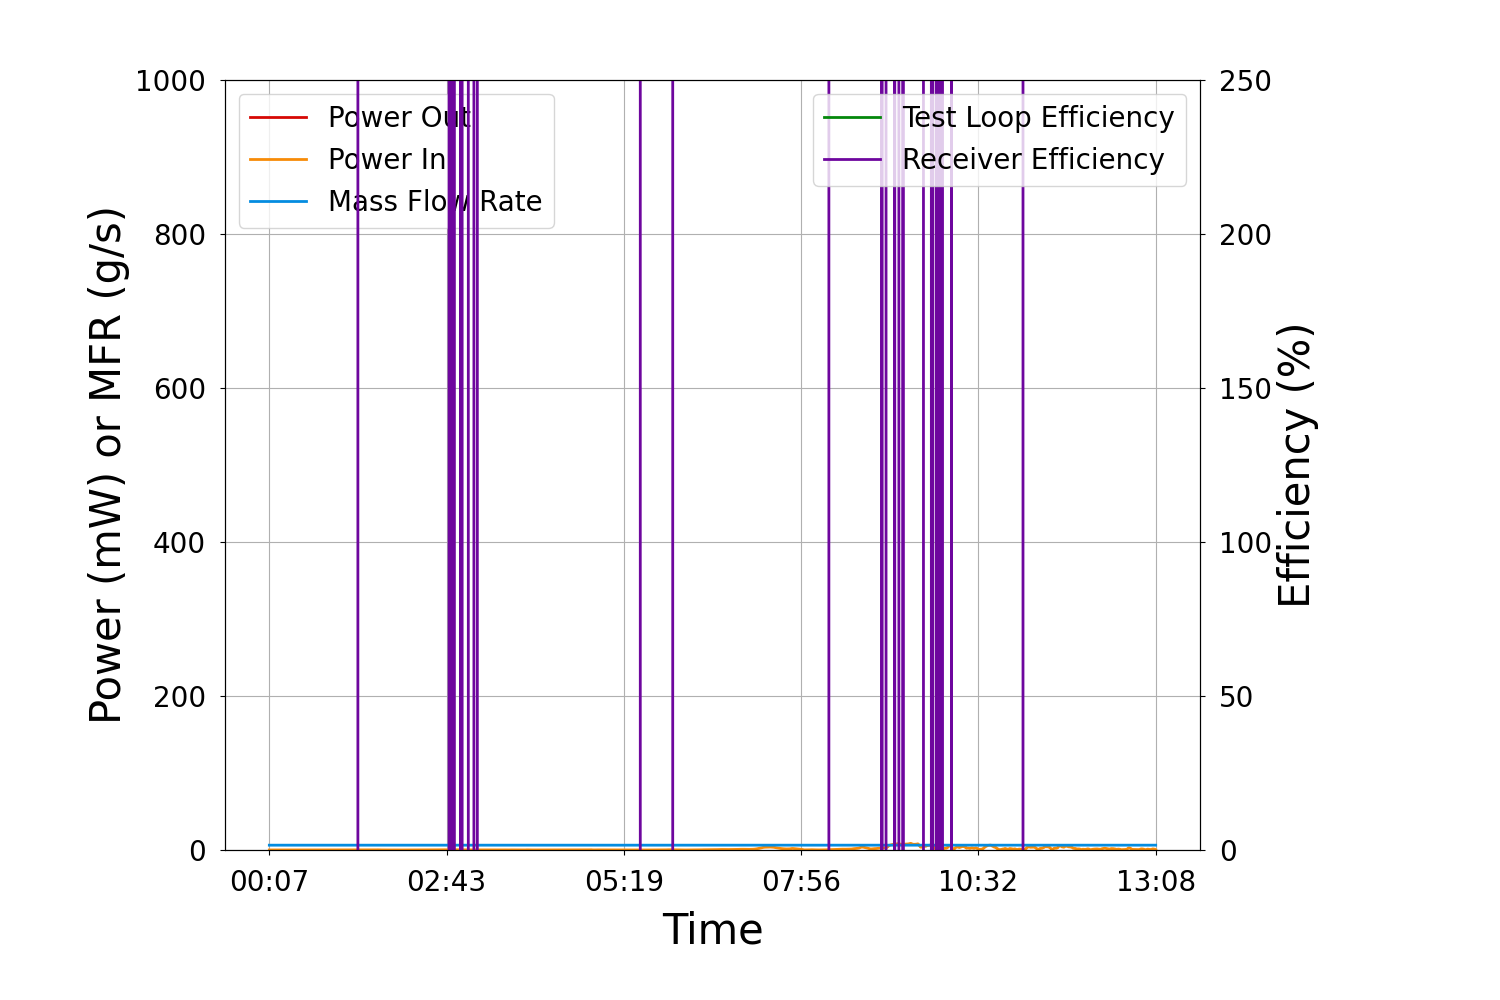 1000
800
600
400
200
0
Power (mW) or MFR (g/s)
Power Out
Power In
Mass Flow Rate
Test Loop Efficiency
Receiver Efficiency
250
200
150
100
50
0
Efficiency (%)
00:07 02:43 05:19 07:56 10:32 13:08
Time